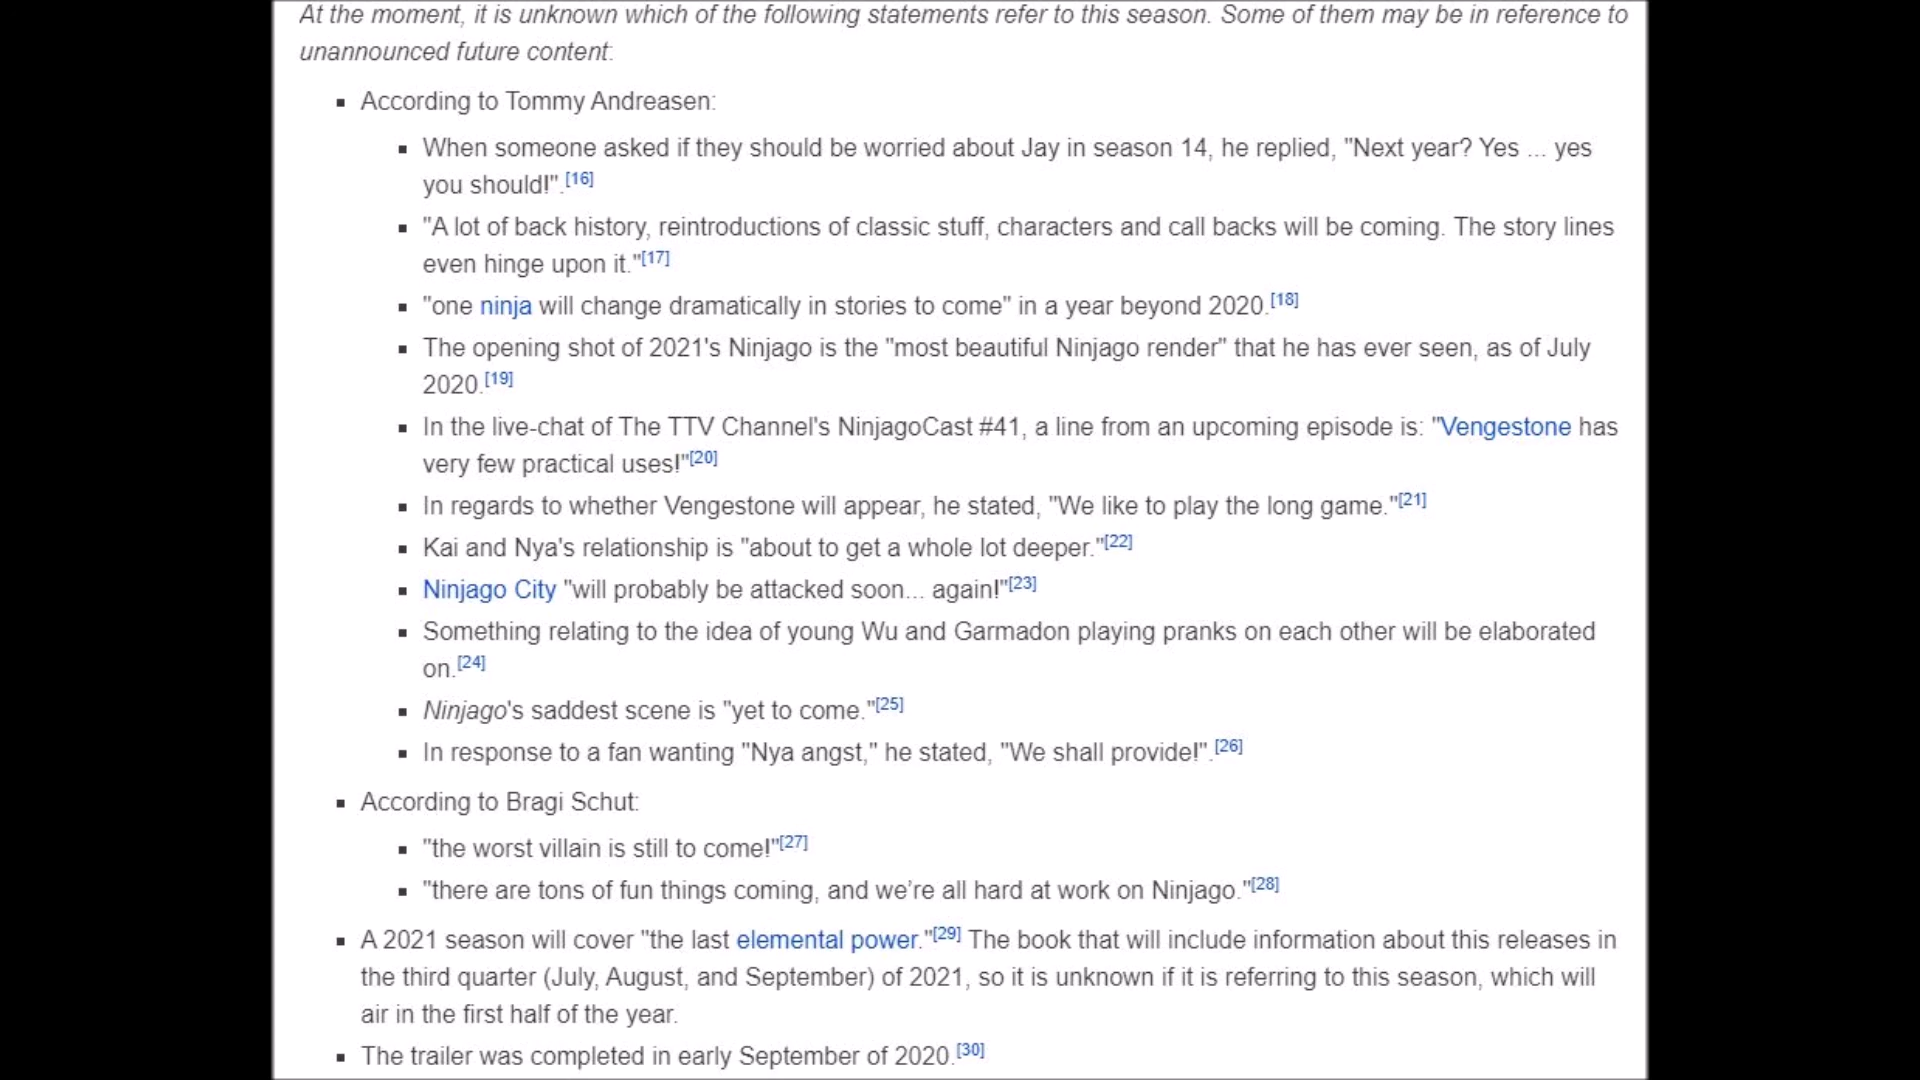 At the moment, it is unknown which of the following statements refer to this season. Some of them may be in reference to
unannounced future content:
▪ According to Tommy Andreasen:
▪ When someone asked if they should be worried about Jay in season 14, he replied, "Next year? Yes ... yes
you should!".[16]
▪ "A lot of back history, reintroductions of classic stuff, characters and call backs will be coming. The story lines
even hinge upon it."[17]
▪ "one ninja will change dramatically in stories to come" in a year beyond 2020.[18]
▪ The opening shot of 2021's Ninjago is the "most beautiful Ninjago render" that he has ever seen, as of July
2020.[19]
▪ In the live-chat of The TTV Channel's NinjagoCast #41, a line from an upcoming episode is: "Vengestone has
very few practical uses!"[20]
▪ In regards to whether Vengestone will appear, he stated, "We like to play the long game."[21]
▪ Kai and Nya's relationship is "about to get a whole lot deeper."[22]
▪ Ninjago City "will probably be attacked soon... again!"[23]
▪ Something relating to the idea of young Wu and Garmadon playing pranks on each other will be elaborated
on.[24]
▪ Ninjago's saddest scene is "yet to come."[25]
▪ In response to a fan wanting "Nya angst," he stated, "We shall provide!".[26]
▪ According to Bragi Schut:
▪ "the worst villain is still to come!"[27]
▪ "there are tons of fun things coming, and we’re all hard at work on Ninjago."[28]
▪ A 2021 season will cover "the last elemental power."[29] The book that will include information about this releases in
the third quarter (July, August, and September) of 2021, so it is unknown if it is referring to this season, which will
air in the first half of the year.
▪ The trailer was completed in early September of 2020.[30]